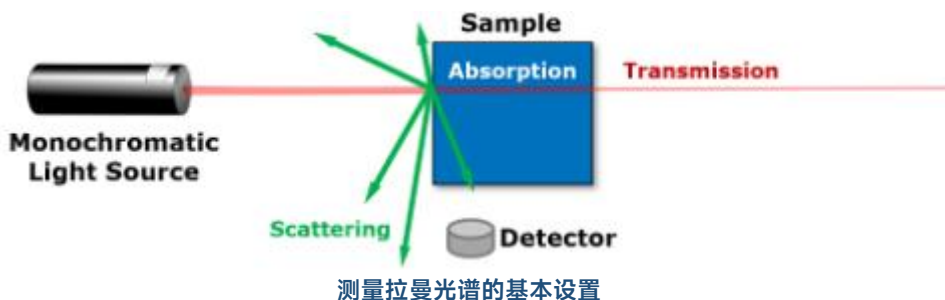 Sample
Absorption
Transmission
Monochromatic
Light Source
Scattering
Detector
测量拉曼光谱的基本设置